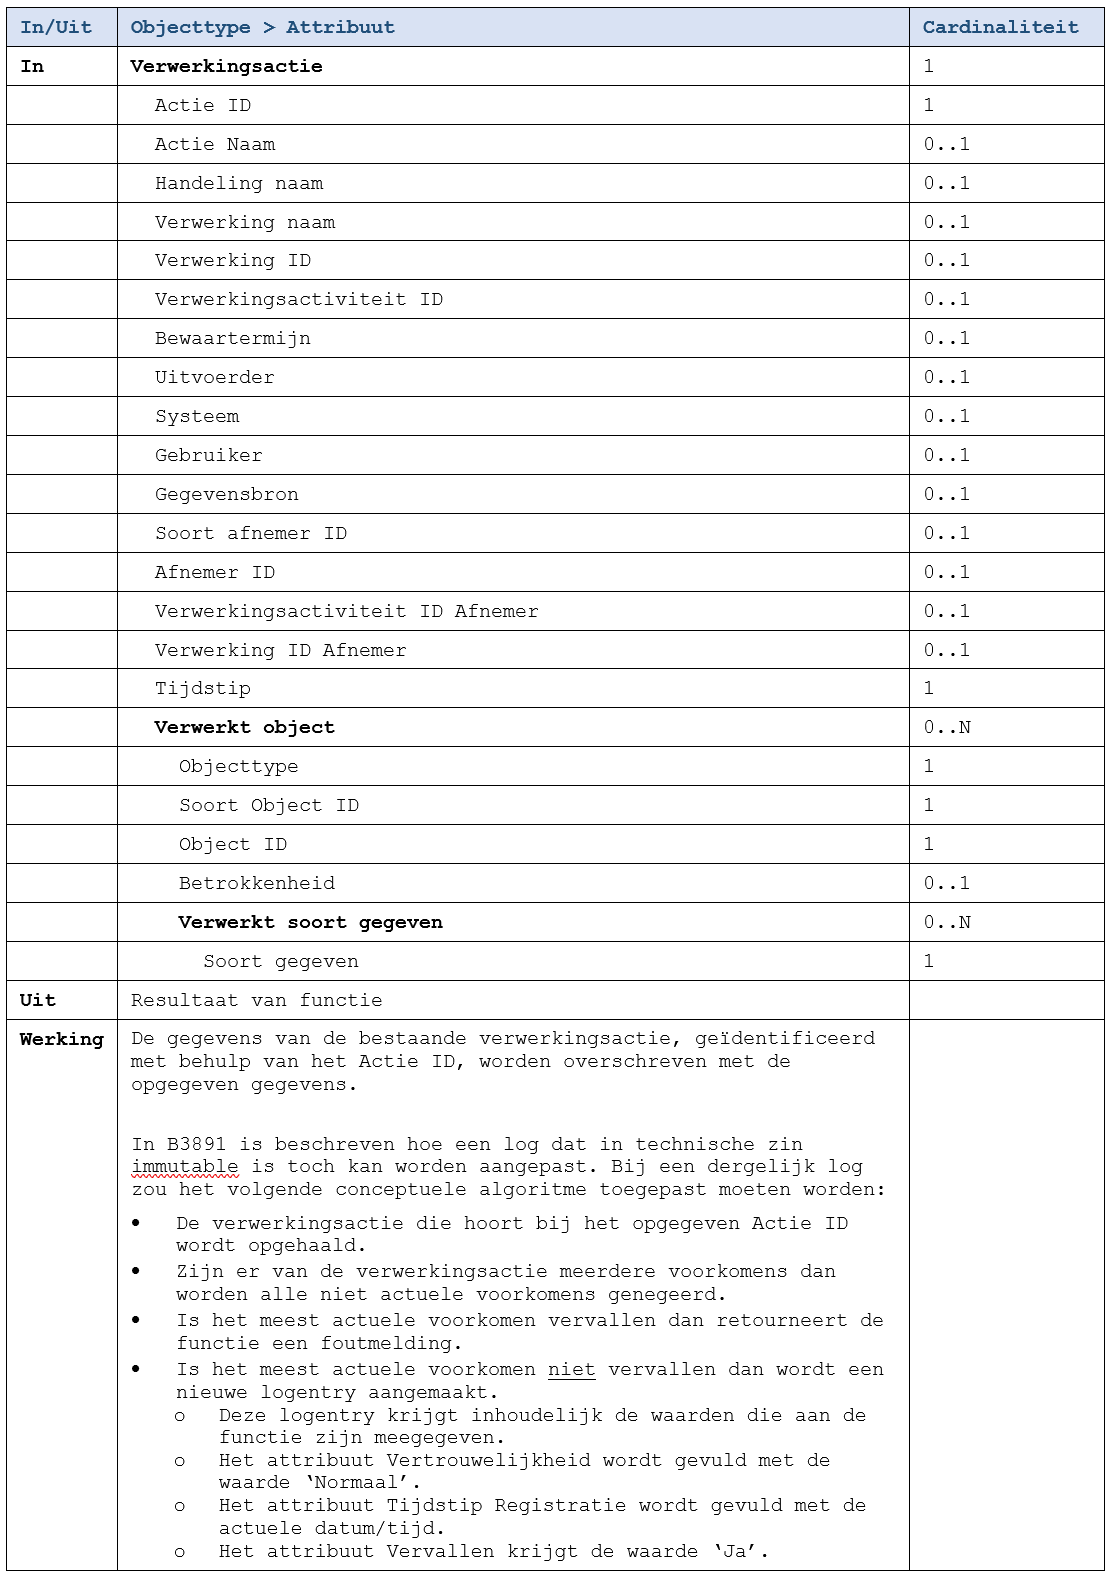 In/Uit Objecttype > Attribuut Cardinaliteit
In Verwerkingsactie 1
Actie ID 1
Actie Naam 0..1
Handeling naam 0..1
Verwerking naam 0..1
Verwerking ID 0..1
Verwerkingsactiviteit ID 0..1
Bewaartermijn 0..1
Uitvoerder 0..1
Systeem 0..1
Gebruiker 0..1
Gegevensbron 0..1
Soort afnemer ID 0..1
Afnemer ID 0..1
Verwerkingsactiviteit ID Afnemer 0..1
Verwerking ID Afnemer 0..1
Tijdstip 1
Verwerkt object 0..N
Objecttype 1
Soort Object ID 1
Object ID 1
Betrokkenheid 0..1
Verwerkt soort gegeven 0..N
Soort gegeven 1
Uit Resultaat van functie
Werking De gegevens van de bestaande verwerkingsactie, geïdentificeerd
met behulp van het Actie ID, worden overschreven met de
opgegeven gegevens.
In B3891 is beschreven hoe een log dat in technische zin
immutable is toch kan worden aangepast. Bij een dergelijk log
zou het volgende conceptuele algoritme toegepast moeten worden:
• De verwerkingsactie die hoort bij het opgegeven Actie ID
wordt opgehaald.
• Zijn er van de verwerkingsactie meerdere voorkomens dan
worden alle niet actuele voorkomens genegeerd.
• Is het meest actuele voorkomen vervallen dan retourneert de
functie een foutmelding.
• Is het meest actuele voorkomen niet vervallen dan wordt een
nieuwe logentry aangemaakt.
o Deze logentry krijgt inhoudelijk de waarden die aan de
functie zijn meegegeven.
o Het attribuut Vertrouwelijkheid wordt gevuld met de
waarde ‘Normaal’.
o Het attribuut Tijdstip Registratie wordt gevuld met de
actuele datum/tijd.
o Het attribuut Vervallen krijgt de waarde ‘Ja’.